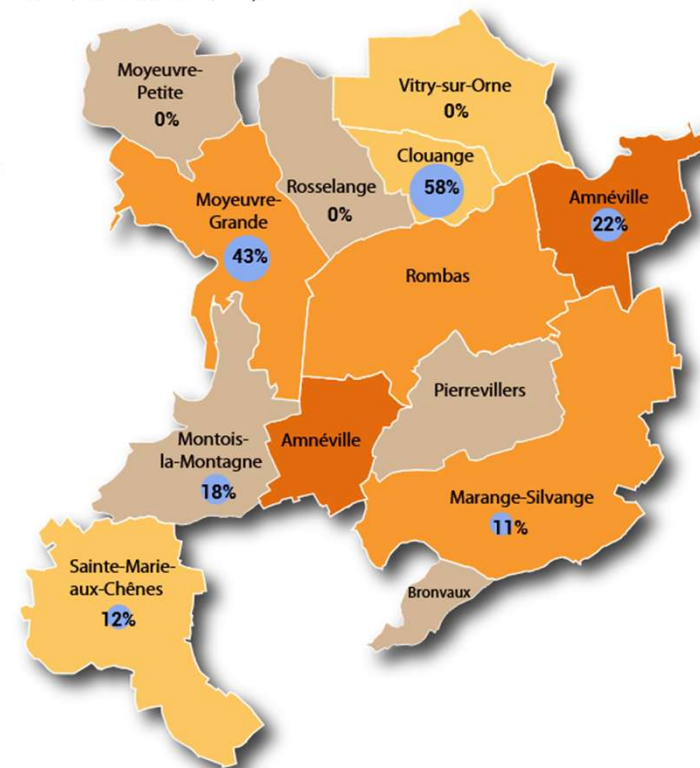 Moyeuvre-
Petite
0%
Vitry-sur-Orne
0%
Clouange
58%
Rosselange
0%
Moyeuvre-
Grande
43%
Amnéville
22%
Rombas
Pierrevillers
Amnéville
Montois-
la-Montagne
18%
Marange-Silvange
11%
Bronvaux
Sainte-Marie-
aux-Chênes
12%